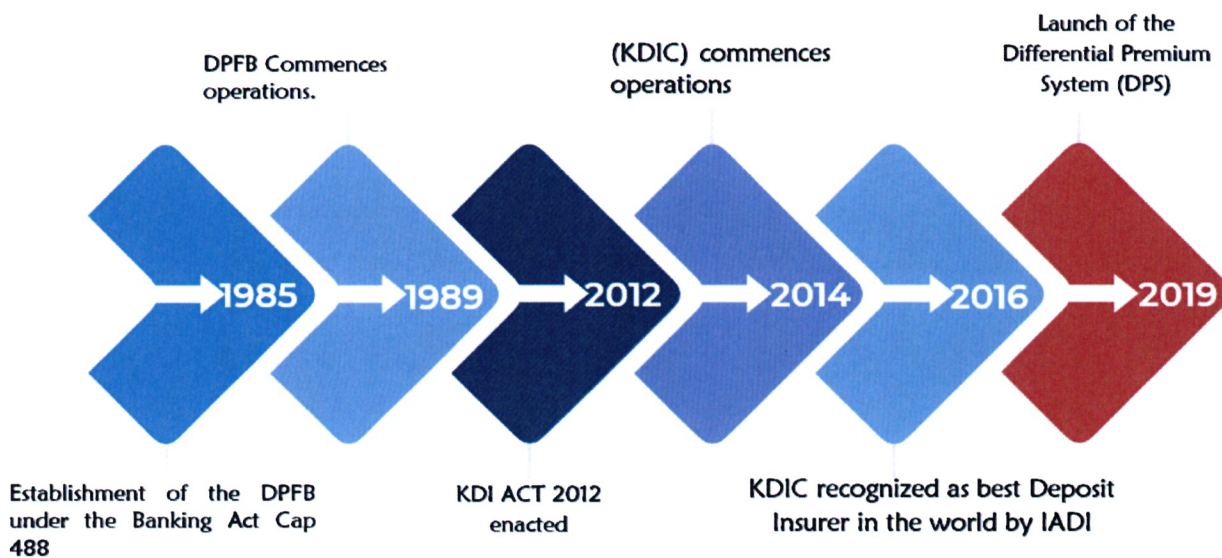 DPFB Commences
operations.
(KDIC) commences
operations
Launch of the
Differential Premium
System (DPS)
1985
1989
2012
2014
2016
2019
Establishment of the DPFB
under the Banking Act Cap
488
KDI ACT 2012
enacted
KDIC recognized as best Deposit
Insurer in the world by IADI